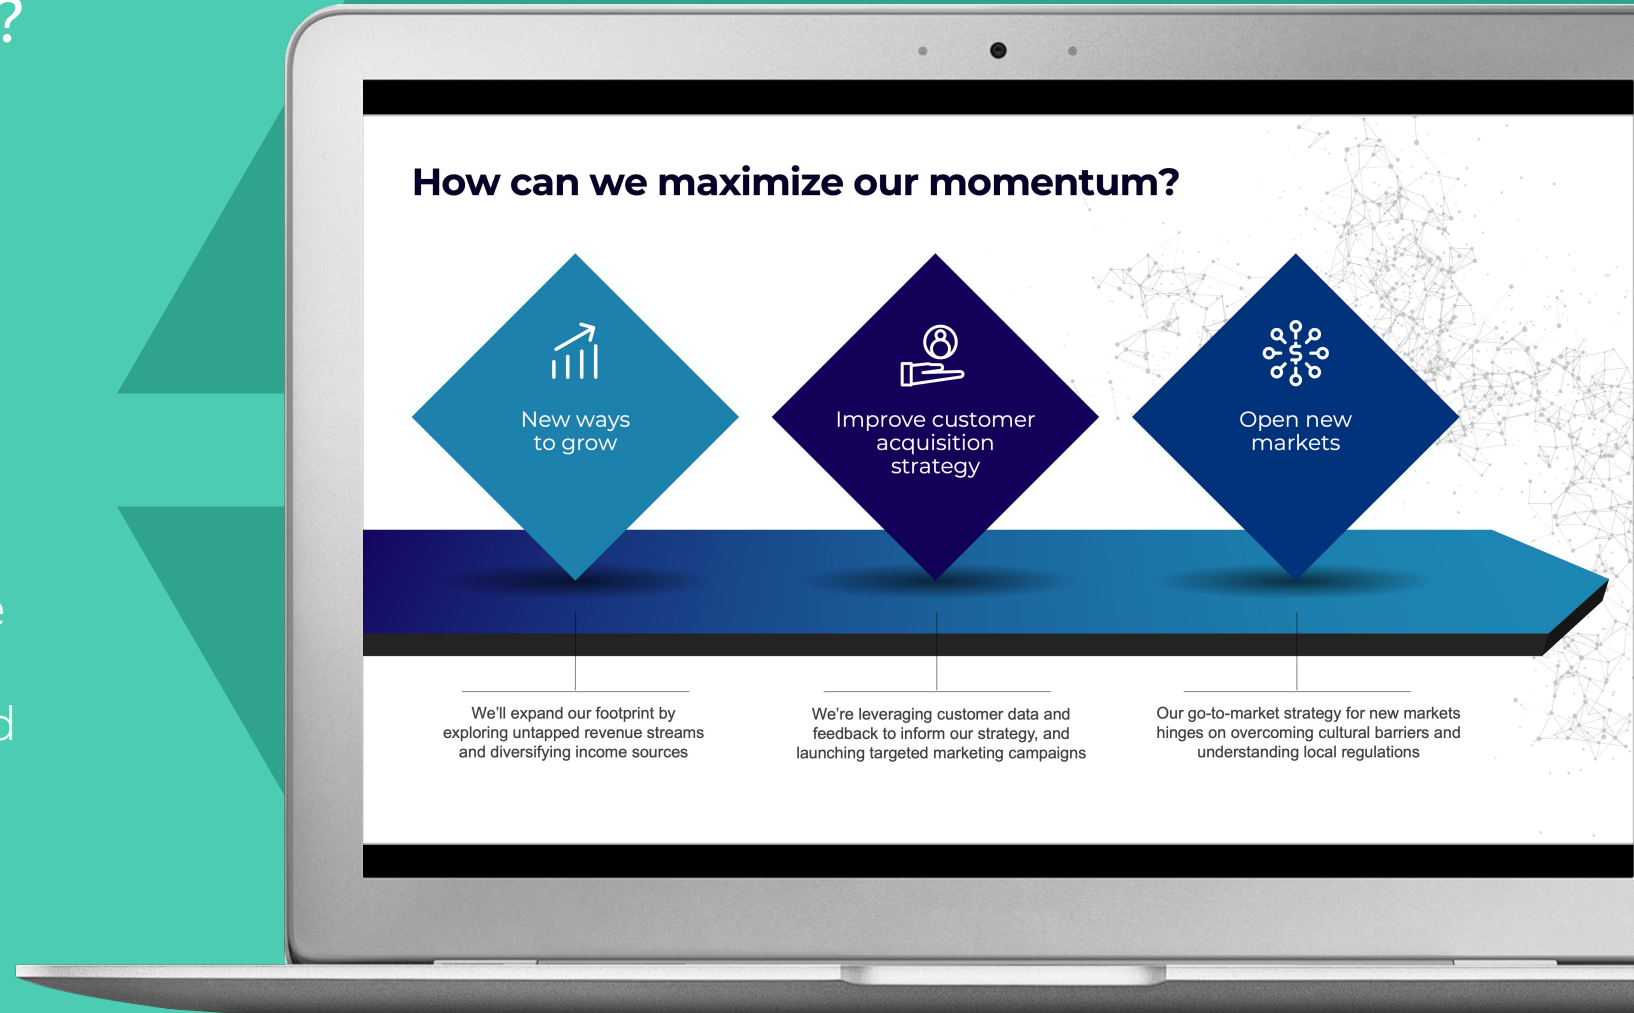 ?
e
d
How can we maximize our momentum?
New ways
to grow
Improve customer
acquisition
strategy
$
Open new
markets
We'll expand our footprint by
exploring untapped revenue streams
and diversifying income sources
We're leveraging customer data and
feedback to inform our strategy, and
launching targeted marketing campaigns
Our go-to-market strategy for new markets
hinges on overcoming cultural barriers and
understanding local regulations